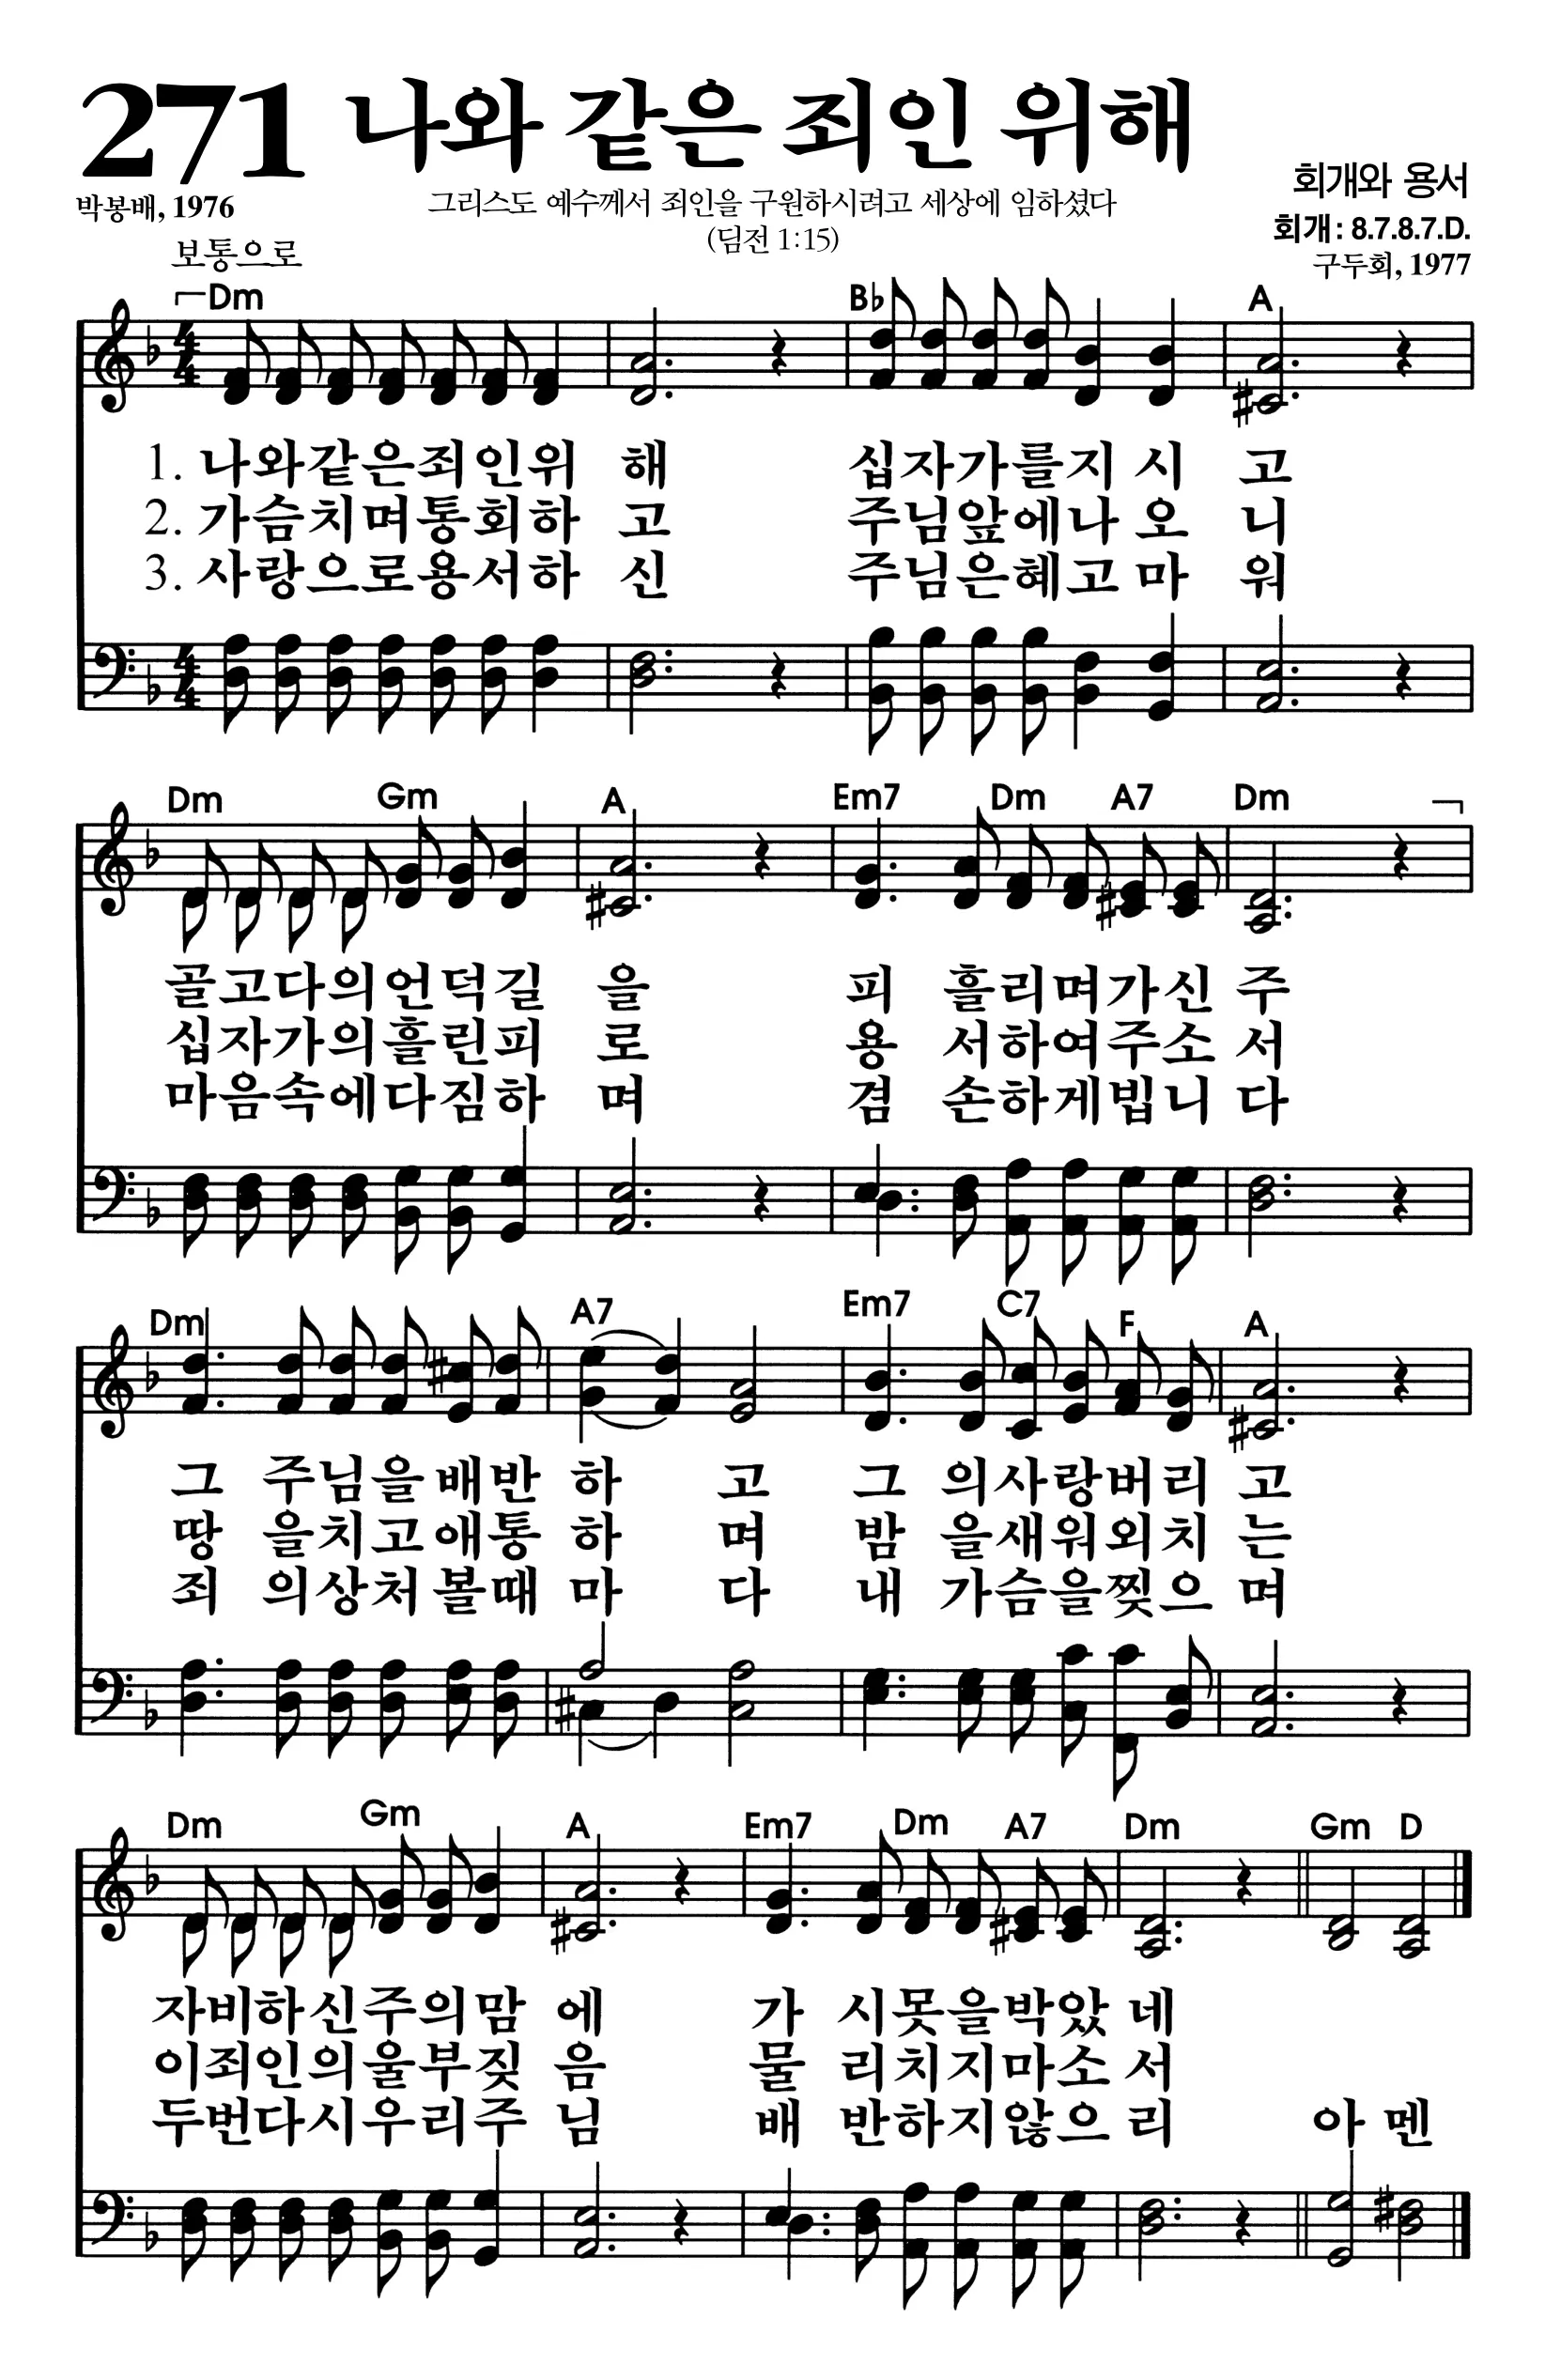 271 나와 같은 죄인 위해
회개와 용서
박봉배, 1976
그리스도 예수께서 죄인을 구원하시려고 세상에 임하셨다
(딤전 1:15)
회개: 8.7.8.7.D.
구두회, 1977
보통으로
Dm B♭ A
1. 나와같은죄인위 해 십자가를지 시 고
2. 가슴치며통회하 고 주님앞에나 오 니
3. 사랑으로용서하 신 주님은혜고 마 워
Dm Gm A Em7 Dm A7 Dm
골고다의언덕길 을 피 흘리며가신 주
십자가의흘린피 로 용 서하여주소 서
마음속에다짐하 며 겸 손하게빕니 다
Dm A7 Em7 C7 F A
그 주님을배반 하 고 그 의사랑버리 고
땅 을치고애통 하 며 밤 을새워외치 는
죄 의상처볼때 마 다 내 가슴을찢으 며
Dm Gm A Em7 Dm A7 Dm Gm D
자비하신주의맘 에 가 시못을박았 네
이죄인의울부짖 음 물 리치지마소 서
두번다시우리주 님 배 반하지않으 리 아 멘